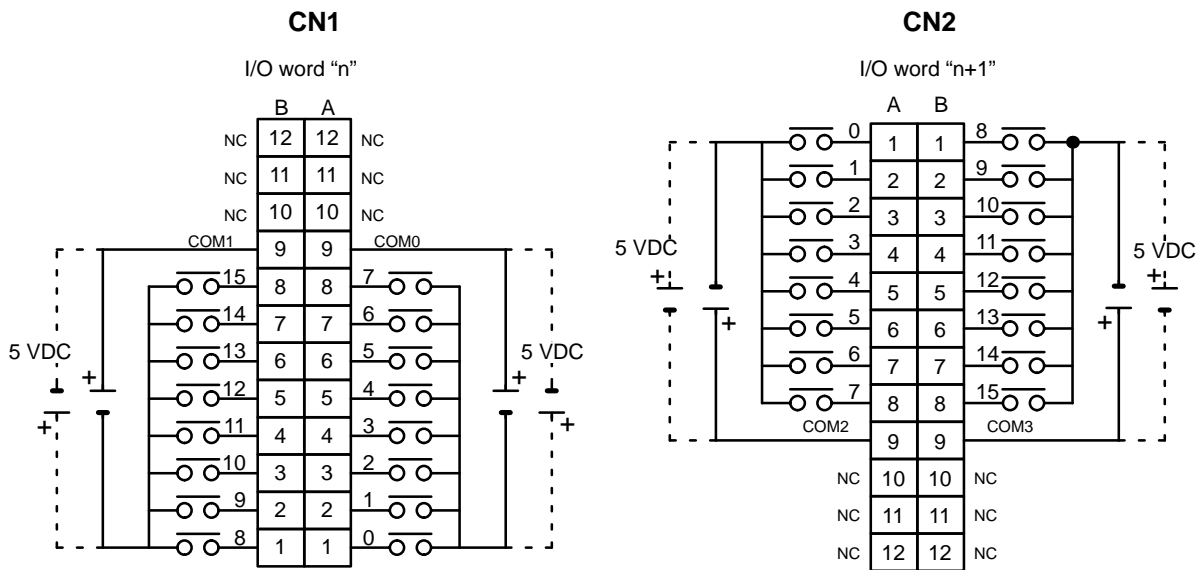 CN1
I/O word “n”
B A
NC 12 12 NC
NC 11 11 NC
NC 10 10 NC
COM1 9 9 COM0
15 8 8 7
14 7 7 6
13 6 6 5
5 VDC 5 VDC
+ +
12 5 5 4
+ +
11 4 4 3
10 3 3 2
9 2 2 1
8 1 1 0
CN2
I/O word “n+1”
A B
0 1 1 8
1 2 2 9
2 3 3 10
5 VDC 3 4 4 11 5 VDC
+ +
4 5 5 12
+ +
5 6 6 13
6 7 7 14
7 8 8 15
COM2 9 9 COM3
NC 10 10 NC
NC 11 11 NC
NC 12 12 NC